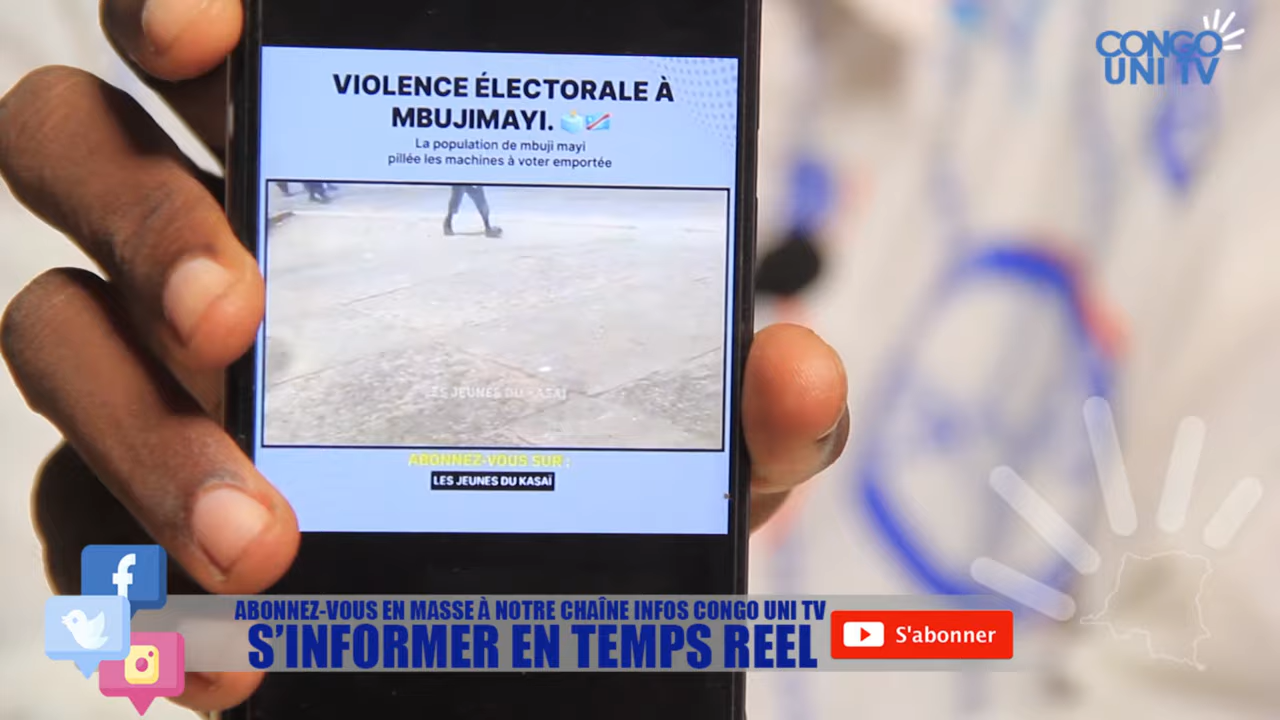 CONGO
UNI TV
VIOLENCE ÉLECTORALE À
MBUJIMAYI.
La population de mbuji mayi
pillée les machines à voter emportée
LES JEUNES DU KASAÏ
ABONNEZ-VOUS SUR :
LES JEUNES DU KASAÏ
ABONNEZ-VOUS EN MASSE À NOTRE CHAÎNE INFOS CONGO UNI TV
S'INFORMER EN TEMPS REEL
S'abonner